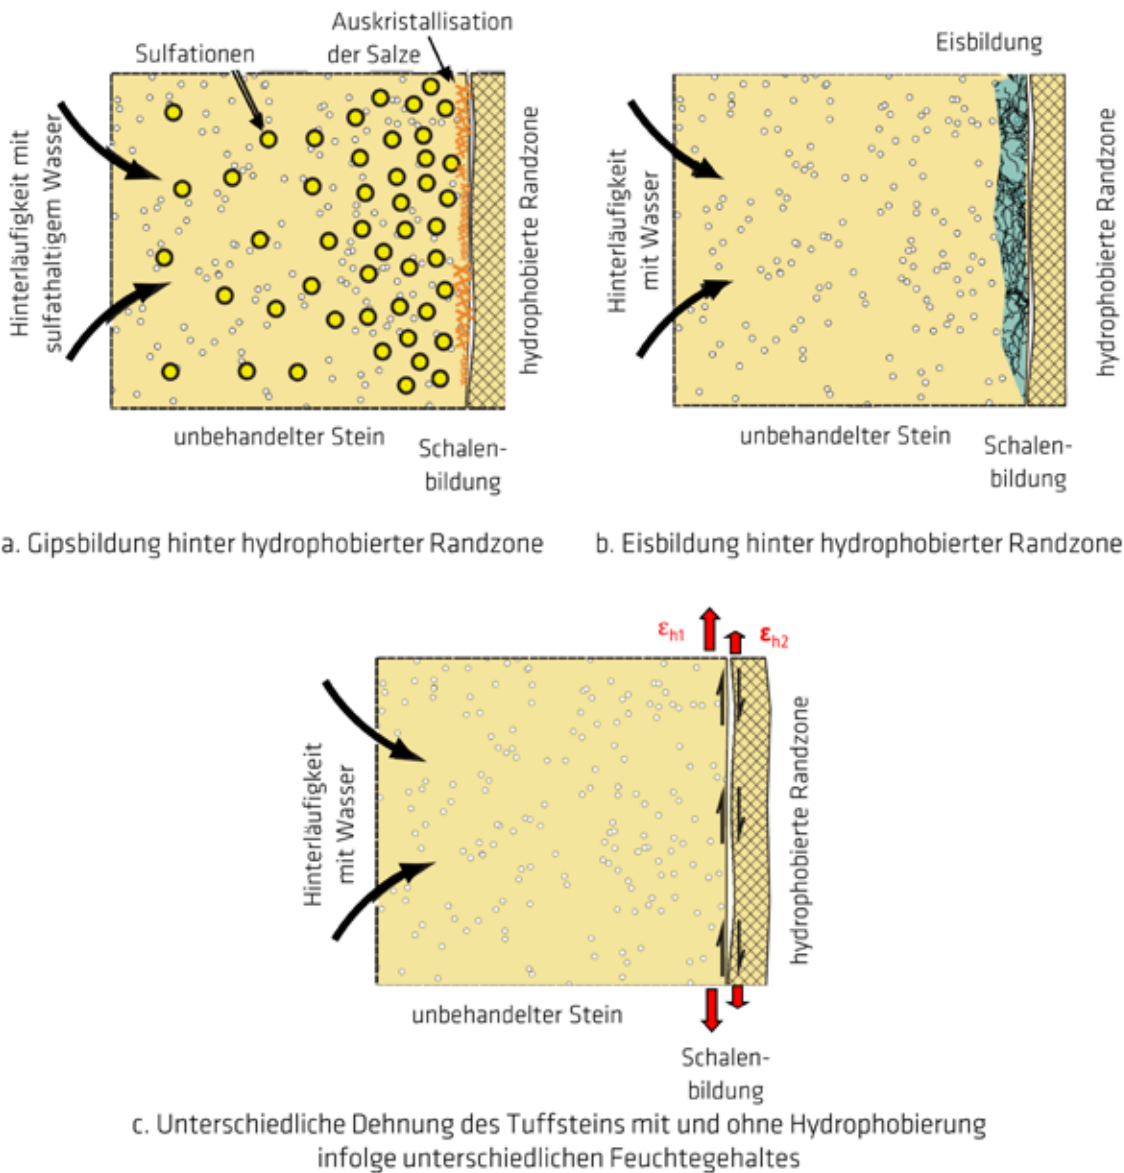 Auskristallisation
der Salze
Sulfationen
Hinterläufigkeit mit
sulfathaltigem Wasser
hydrophobierte Randzone
unbehandelter Stein
Schalen-
bildung
a. Gipsbildung hinter hydrophobierter Randzone
Eisbildung
Hinterläufigkeit
mit Wasser
hydrophobierte Randzone
unbehandelter Stein
Schalen-
bildung
b. Eisbildung hinter hydrophobierter Randzone
εh1
εh2
Hinterläufigkeit
mit Wasser
hydrophobierte Randzone
unbehandelter Stein
Schalen-
bildung
c. Unterschiedliche Dehnung des Tuffsteins mit und ohne Hydrophobierung
infolge unterschiedlichen Feuchtegehaltes